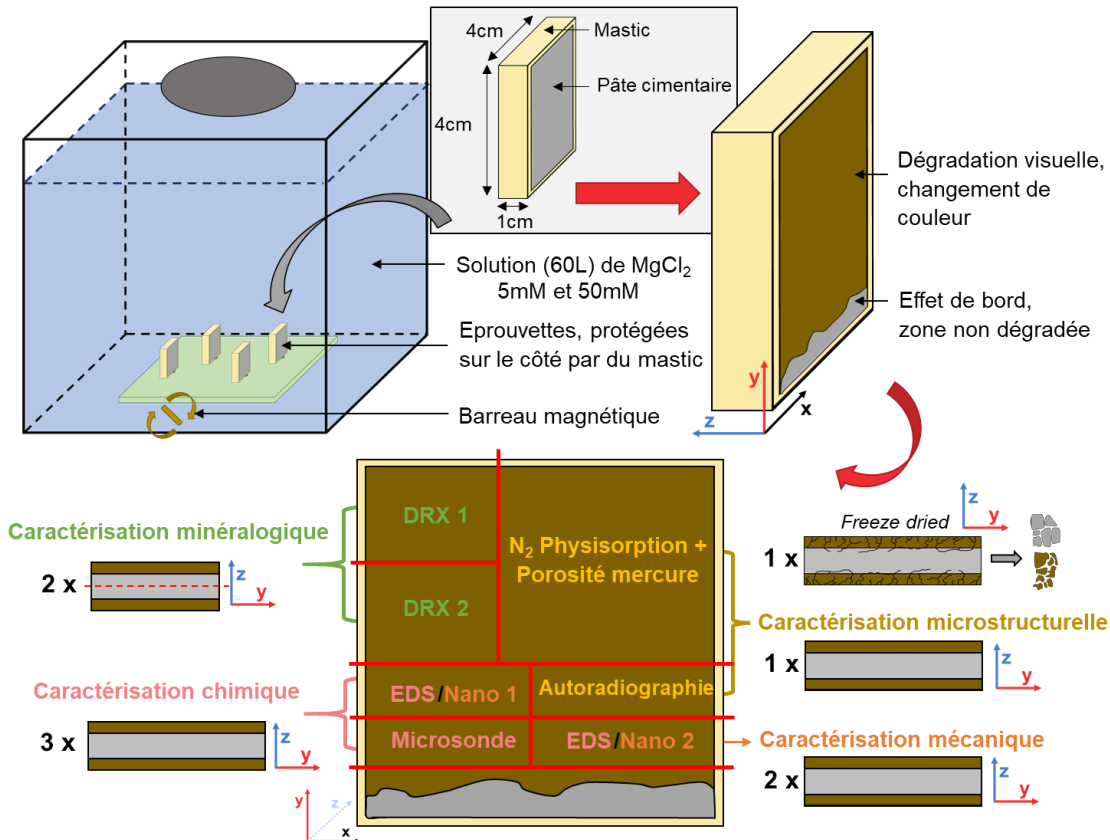 4cm
Mastic
Pâte cimentaire
4cm
1cm
Dégradation visuelle,
changement de
couleur
Solution (60L) de MgCl₂
5mM et 50mM
Effet de bord,
zone non dégradée
Eprouvettes, protégées
sur le côté par du mastic
Barreau magnétique
y
x
z
Caractérisation minéralogique
2 x
z
y
DRX 1
DRX 2
N₂ Physisorption +
Porosité mercure
Freeze dried
z
y
1 x
Caractérisation microstructurelle
1 x
z
y
Caractérisation chimique
3 x
z
y
EDS/Nano 1
Autoradiographie
Microsonde
EDS/Nano 2
Caractérisation mécanique
2 x
z
y
y
z
x